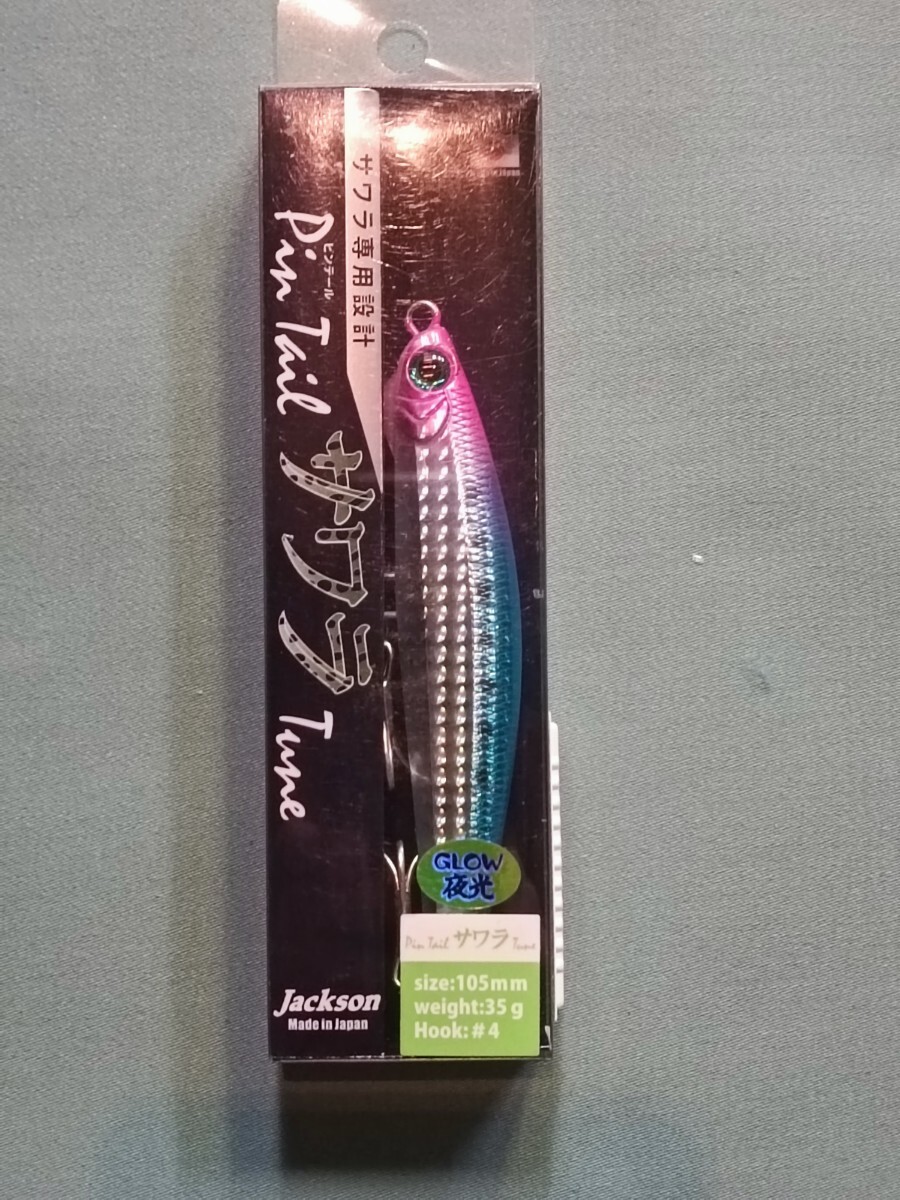 サワラ専用設計
ピンテール
Pin Tail サワラ Tune
GLOW
夜光
Pin Tail サワラ Tune
size:105mm
weight:35g
Hook:#4
Jackson
Made in Japan